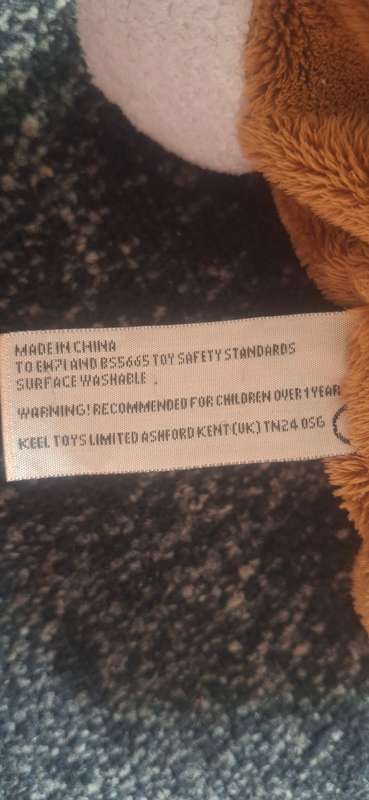 MADE IN CHINA
TO EN71 AND BS5665 TOY SAFETY STANDARDS
SURFACE WASHABLE .
WARNING! RECOMMENDED FOR CHILDREN OVER 1 YEAR
KEEL TOYS LIMITED ASHFORD KENT (UK) TN24 0SG